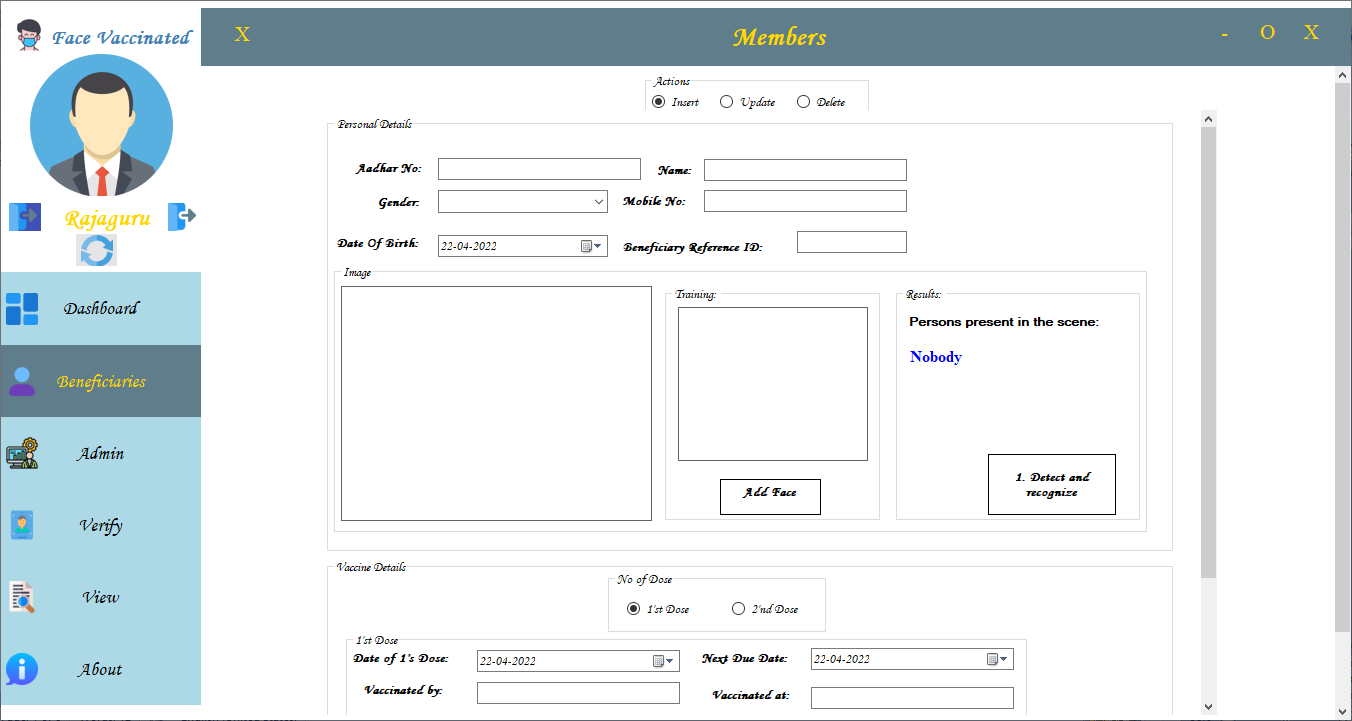 Face Vaccinated
X
Members
- O X
Actions
Insert Update Delete
Rajaguru
Dashboard
Beneficiaries
Admin
Verify
View
About
Personal Details
Aadhar No: Name:
Gender: Mobile No:
Date Of Birth: 22-04-2022 Beneficiary Reference ID:
Image
Training:
Add Face
Results:
Persons present in the scene:
Nobody
1. Detect and
recognize
Vaccine Details
No of Dose
1'st Dose 2'nd Dose
1'st Dose
Date of 1's Dose: 22-04-2022 Next Due Date: 22-04-2022
Vaccinated by: Vaccinated at: